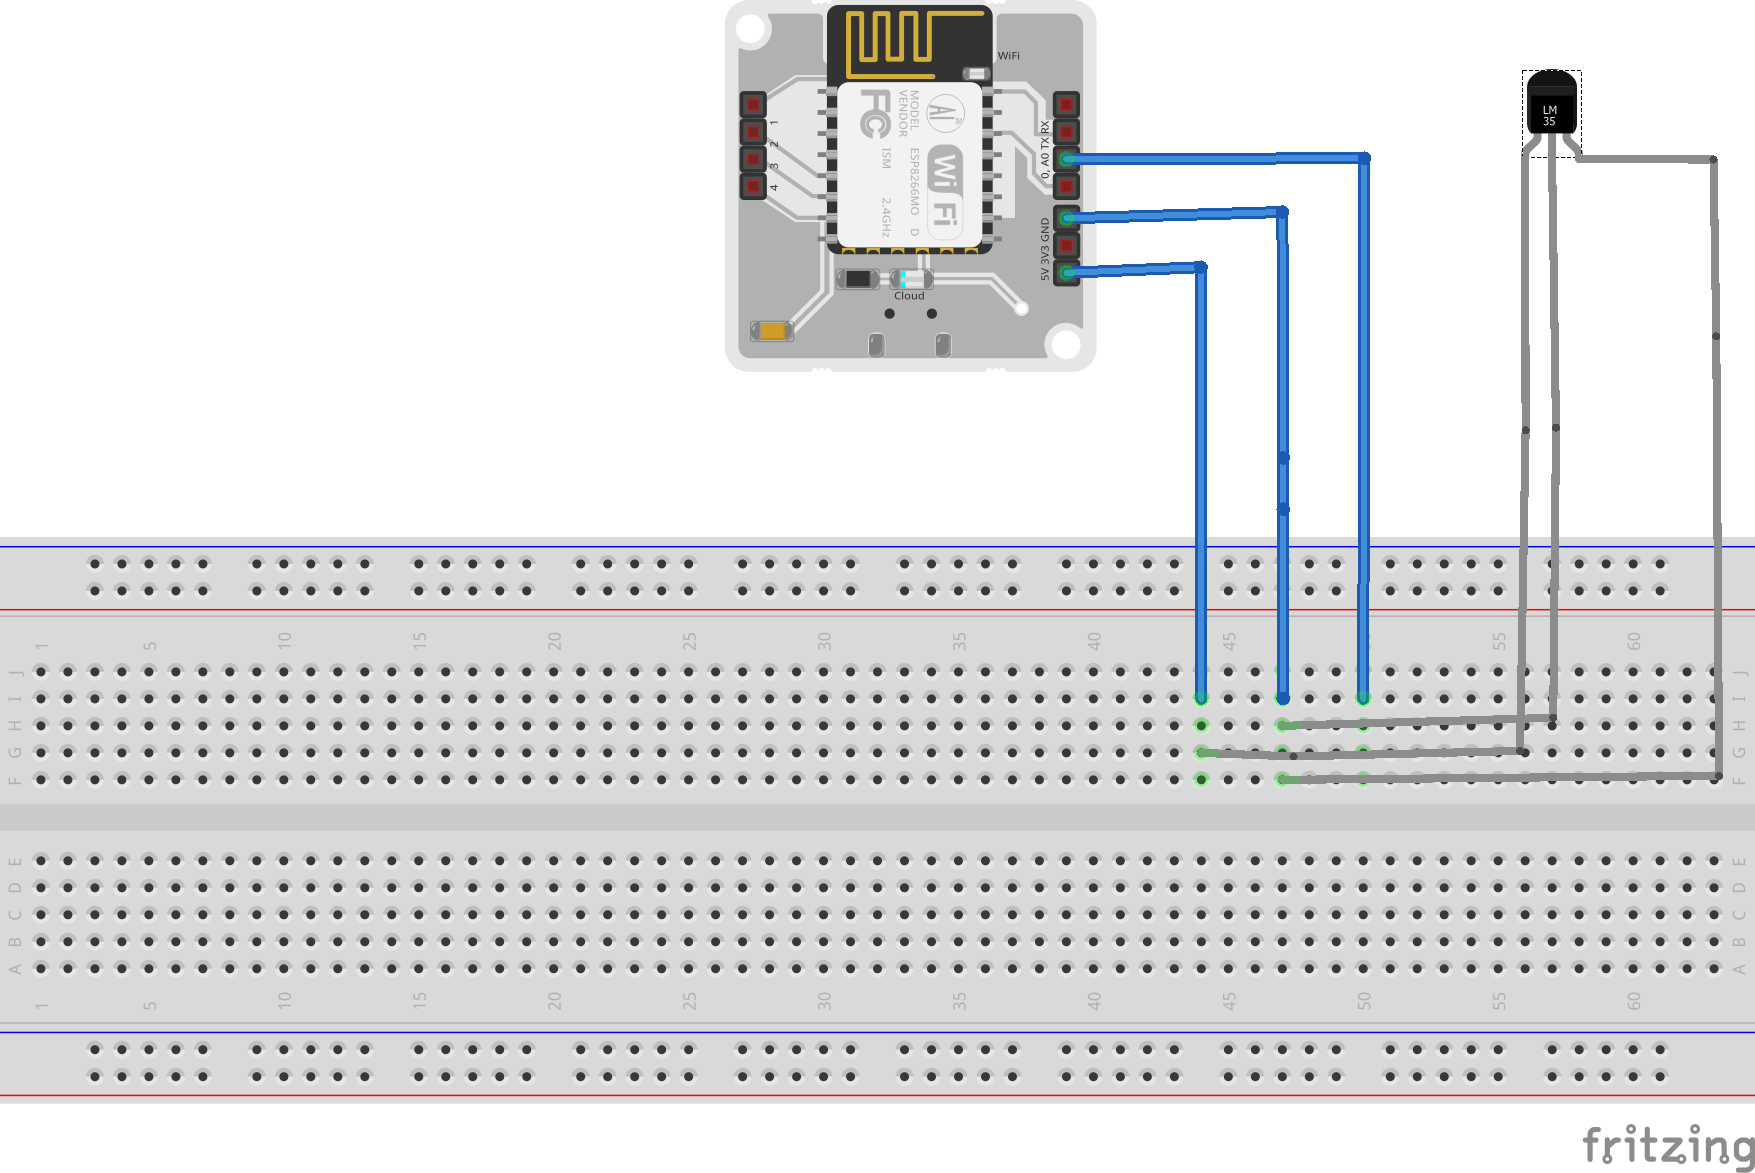 WiFi
MODEL
VENDOR
ESP8266MO D
ISM 2.4GHz
FC
AI
Wi Fi
1
2
3
4
0, A0 TX RX
5V 3V3 GND
Cloud
LM
35
1 5 10 15 20 25 30 35 40 45 55 60
J J
I I
H H
G G
F F
E E
D D
C C
B B
A A
1 5 10 15 20 25 30 35 40 45 50 55 60
fritzing